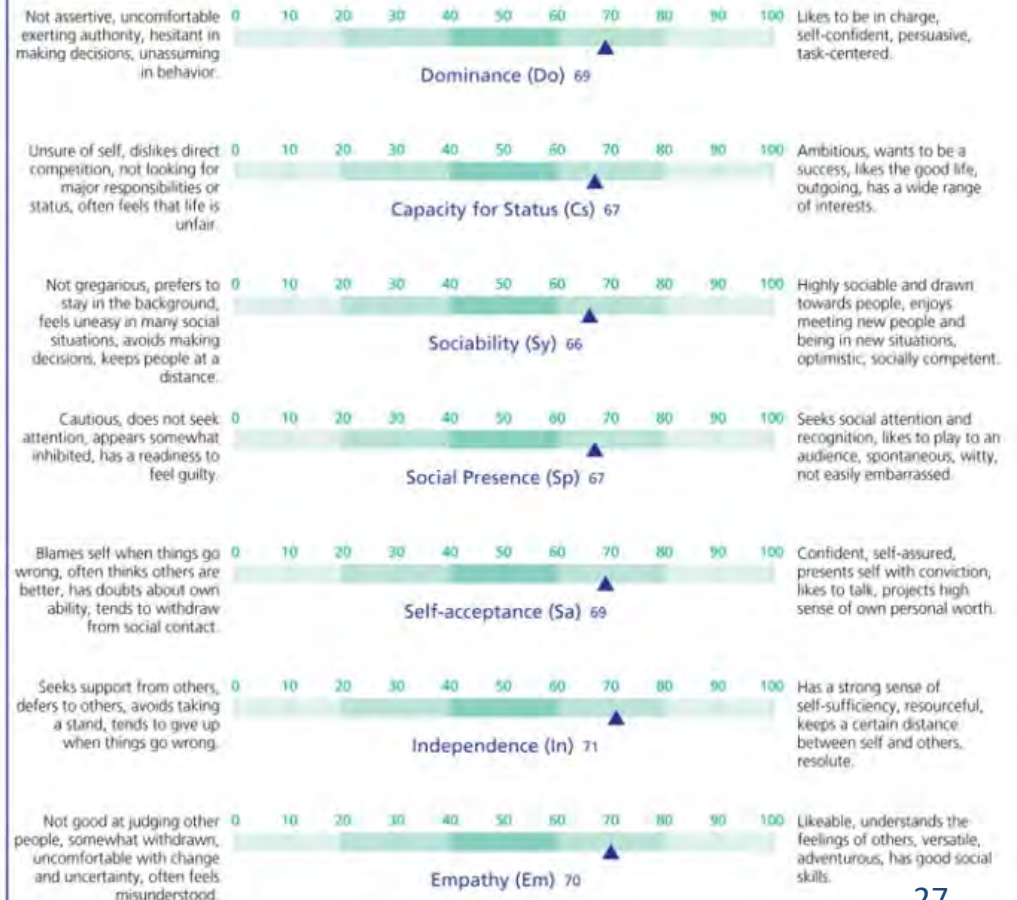 Not assertive, uncomfortable
exerting authority, hesitant in
making decisions, unassuming
in behavior.
0 10 20 30 40 50 60 70 80 90 100
Dominance (Do) 69
Likes to be in charge,
self-confident, persuasive,
task-centered.
Unsure of self, dislikes direct
competition, not looking for
major responsibilities or
status, often feels that life is
unfair.
0 10 20 30 40 50 60 70 80 90 100
Capacity for Status (Cs) 67
Ambitious, wants to be a
success, likes the good life,
outgoing, has a wide range
of interests.
Not gregarious, prefers to
stay in the background,
feels uneasy in many social
situations, avoids making
decisions, keeps people at a
distance.
0 10 20 30 40 50 60 70 80 90 100
Sociability (Sy) 66
Highly sociable and drawn
towards people, enjoys
meeting new people and
being in new situations,
optimistic, socially competent.
Cautious, does not seek
attention, appears somewhat
inhibited, has a readiness to
feel guilty.
0 10 20 30 40 50 60 70 80 90 100
Social Presence (Sp) 67
Seeks social attention and
recognition, likes to play to an
audience, spontaneous, witty,
not easily embarrassed.
Blames self when things go
wrong, often thinks others are
better, has doubts about own
ability, tends to withdraw
from social contact.
0 10 20 30 40 50 60 70 80 90 100
Self-acceptance (Sa) 69
Confident, self-assured,
presents self with conviction,
likes to talk, projects high
sense of own personal worth.
Seeks support from others,
defers to others, avoids taking
a stand, tends to give up
when things go wrong.
0 10 20 30 40 50 60 70 80 90 100
Independence (In) 71
Has a strong sense of
self-sufficiency, resourceful,
keeps a certain distance
between self and others,
resolute.
Not good at judging other
people, somewhat withdrawn,
uncomfortable with change
and uncertainty, often feels
misunderstood.
0 10 20 30 40 50 60 70 80 90 100
Empathy (Em) 70
Likeable, understands the
feelings of others, versatile,
adventurous, has good social
skills.
27